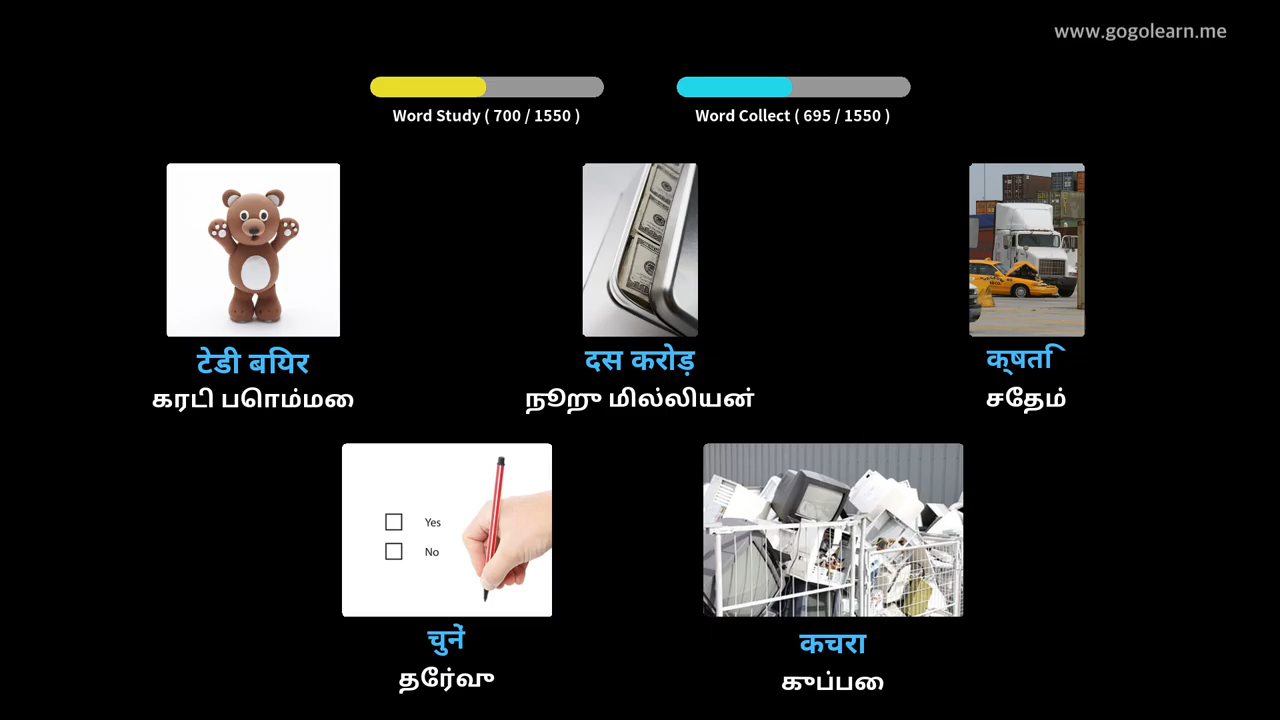 www.gogolearn.me
Word Study ( 700 / 1550 )
Word Collect ( 695 / 1550 )
टेडी बियर
கரடி பொம்மை
दस करोड़
நூறு மில்லியன்
क्षति
சேதம்
Yes
No
चुनें
தேர்வு
कचरा
குப்பை